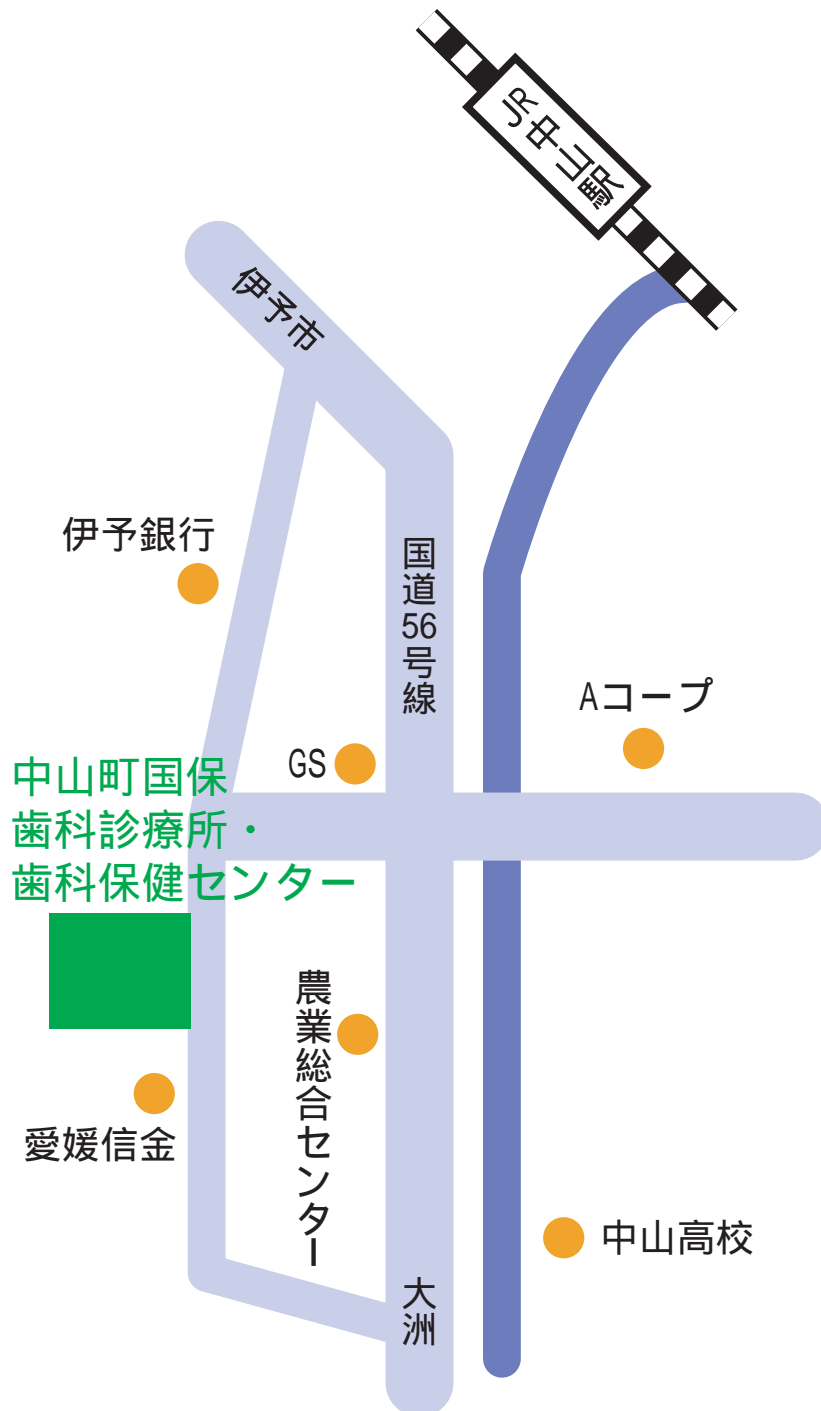 JR中山駅
伊予市
伊予銀行
国道56号線
Aコープ
GS
中山町国保
歯科診療所・
歯科保健センター
農業総合センター
愛媛信金
中山高校
大洲